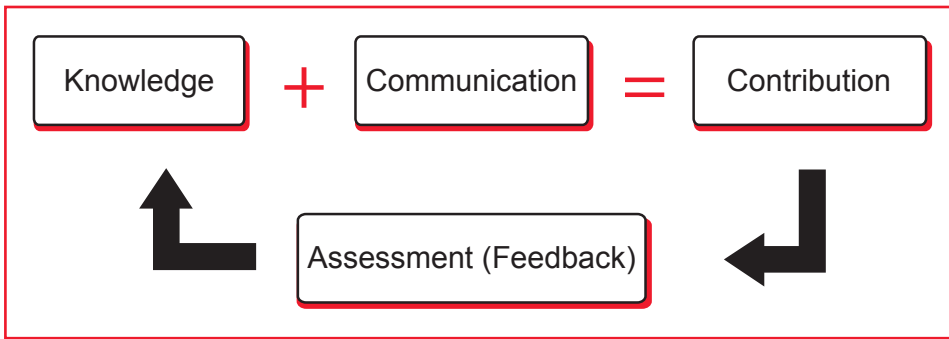 Knowledge + Communication = Contribution
Assessment (Feedback)